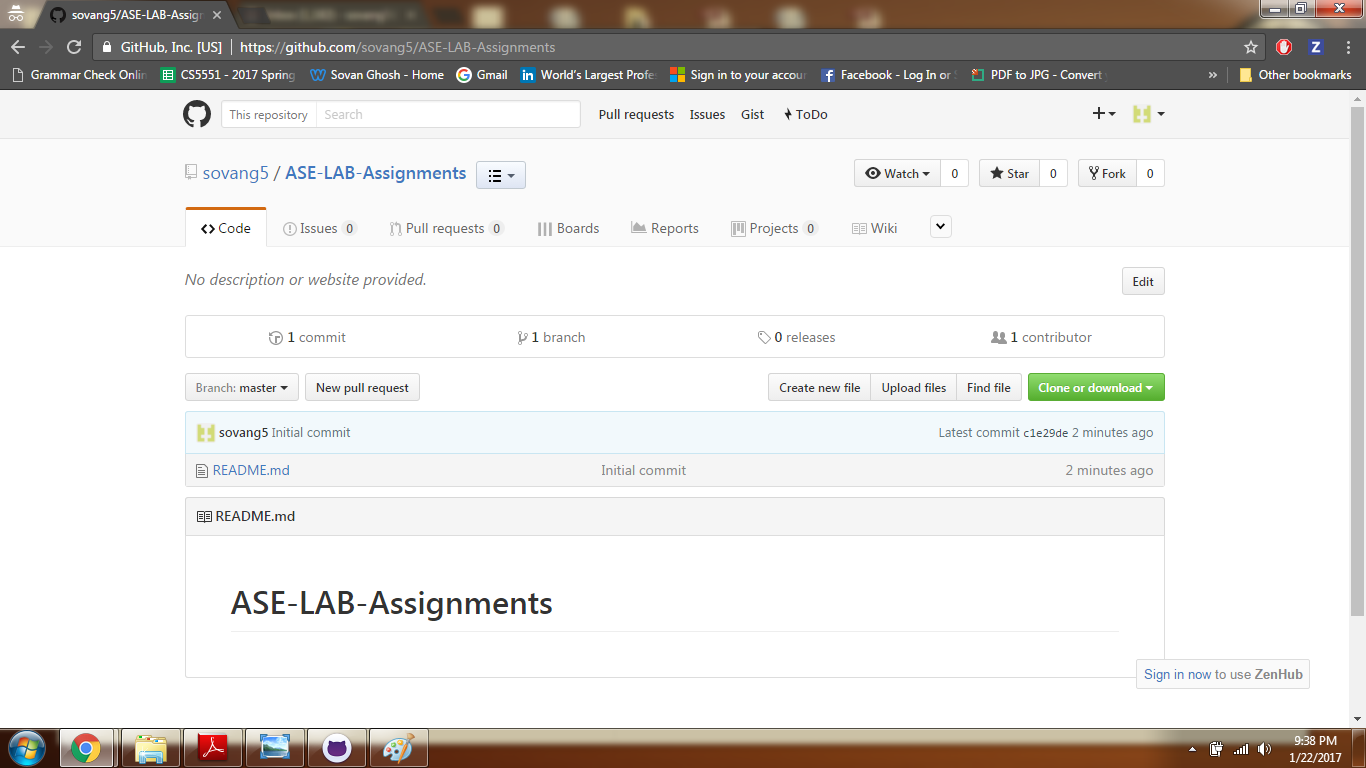 sovang5/ASE-LAB-Assign
GitHub, Inc. [US] https://github.com/sovang5/ASE-LAB-Assignments
Grammar Check Onlin CS5551 - 2017 Spring Sovan Ghosh - Home Gmail World's Largest Profe Sign in to your accou Facebook - Log In or S PDF to JPG - Convert » Other bookmarks
This repository Search Pull requests Issues Gist ToDo
sovang5 / ASE-LAB-Assignments Watch 0 Star 0 Fork 0
Code Issues 0 Pull requests 0 Boards Reports Projects 0 Wiki
No description or website provided. Edit
1 commit 1 branch 0 releases 1 contributor
Branch: master New pull request Create new file Upload files Find file Clone or download
sovang5 Initial commit Latest commit c1e29de 2 minutes ago
README.md Initial commit 2 minutes ago
README.md
ASE-LAB-Assignments
Sign in now to use ZenHub
9:38 PM
1/22/2017